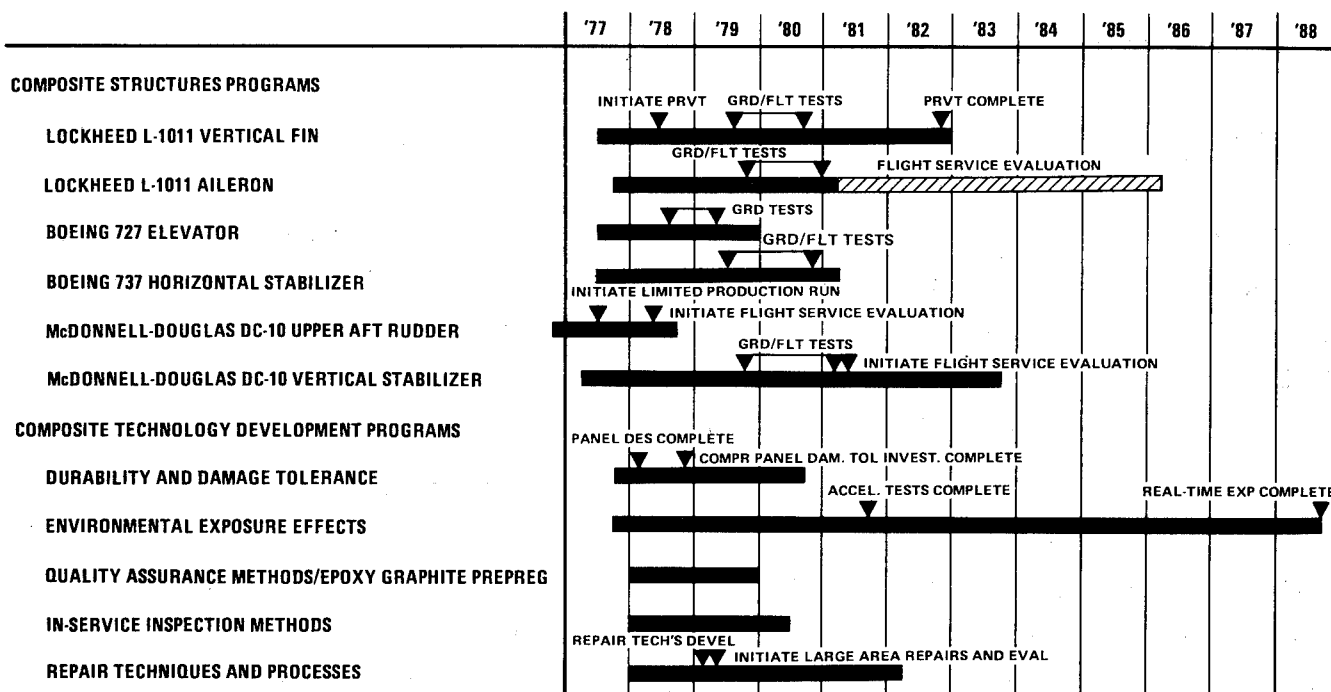 '77 '78 '79 '80 '81 '82 '83 '84 '85 '86 '87 '88
COMPOSITE STRUCTURES PROGRAMS
INITIATE PRVT GRD/FLT TESTS PRVT COMPLETE
LOCKHEED L-1011 VERTICAL FIN
GRD/FLT TESTS FLIGHT SERVICE EVALUATION
LOCKHEED L-1011 AILERON
GRD TESTS
BOEING 727 ELEVATOR
GRD/FLT TESTS
BOEING 737 HORIZONTAL STABILIZER
INITIATE LIMITED PRODUCTION RUN
INITIATE FLIGHT SERVICE EVALUATION
McDONNELL-DOUGLAS DC-10 UPPER AFT RUDDER
GRD/FLT TESTS
INITIATE FLIGHT SERVICE EVALUATION
McDONNELL-DOUGLAS DC-10 VERTICAL STABILIZER
COMPOSITE TECHNOLOGY DEVELOPMENT PROGRAMS
PANEL DES COMPLETE
COMPR PANEL DAM. TOL INVEST. COMPLETE
DURABILITY AND DAMAGE TOLERANCE
ACCEL. TESTS COMPLETE REAL-TIME EXP COMPLETE
ENVIRONMENTAL EXPOSURE EFFECTS
QUALITY ASSURANCE METHODS/EPOXY GRAPHITE PREPREG
IN-SERVICE INSPECTION METHODS
REPAIR TECH'S DEVEL
INITIATE LARGE AREA REPAIRS AND EVAL
REPAIR TECHNIQUES AND PROCESSES